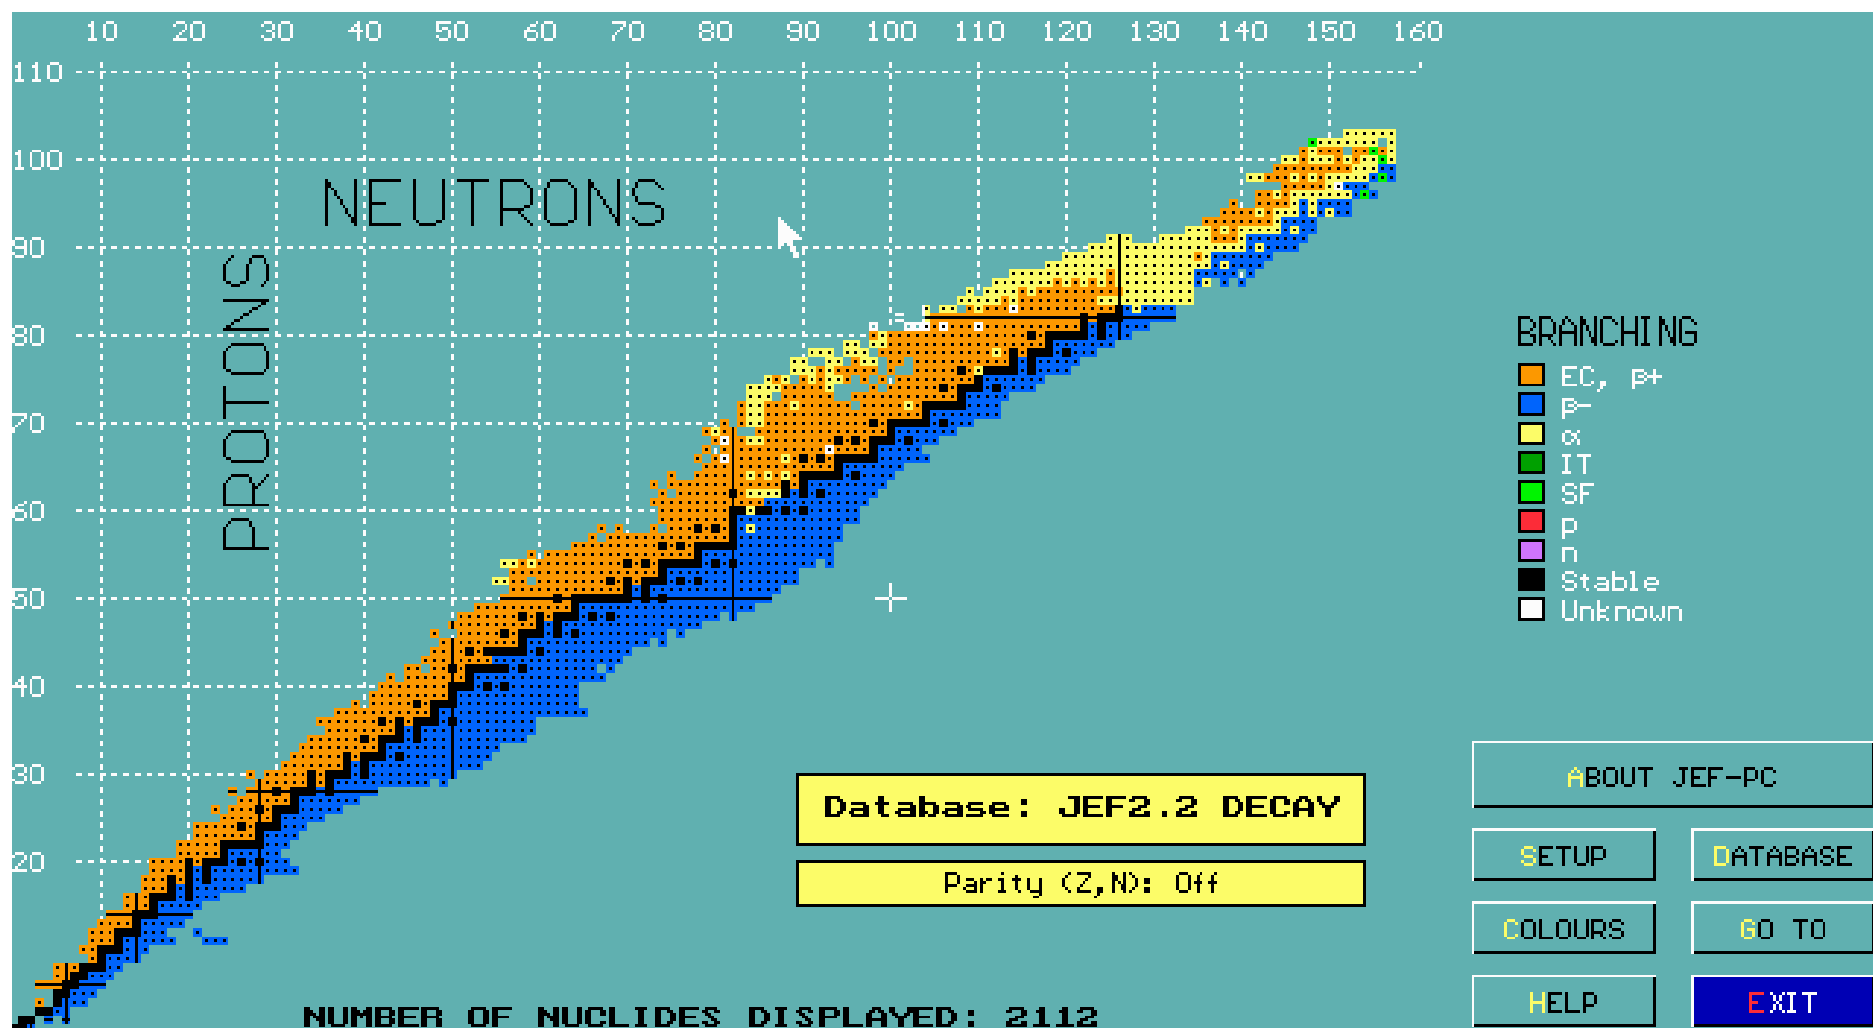 10 20 30 40 50 60 70 80 90 100 110 120 130 140 150 160
110
100
NEUTRONS
90
PROTONS
80
70
60
50
40
30
20
BRANCHING
EC, β+
β-
α
IT
SF
p
n
Stable
Unknown
ABOUT JEF-PC
Database: JEF2.2 DECAY
SETUP DATABASE
Parity (Z,N): Off
COLOURS GO TO
HELP EXIT
NUMBER OF NUCLIDES DISPLAYED: 2112